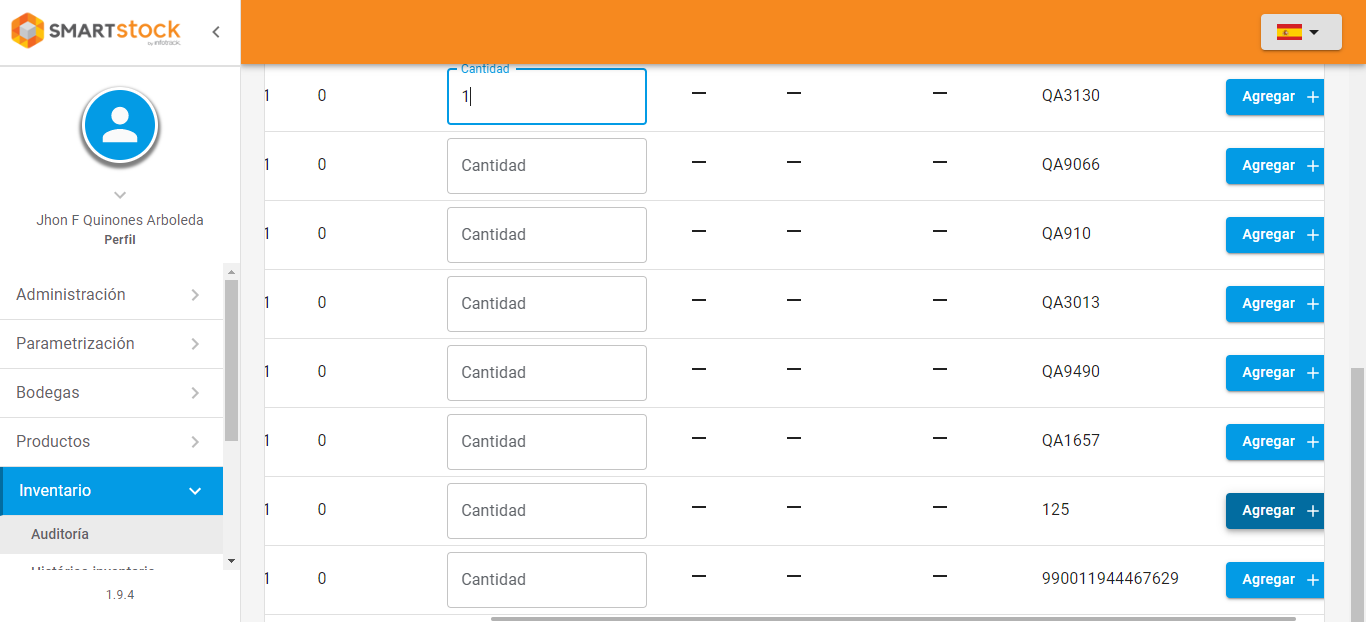 SMARTstock
by infotrack.
Jhon F Quinones Arboleda
Perfil
Administración
Parametrización
Bodegas
Productos
Inventario
Auditoría
Histórico inventario
1.9.4
Cantidad
1 0 1 — — — QA3130 Agregar +
1 0 Cantidad — — — QA9066 Agregar +
1 0 Cantidad — — — QA910 Agregar +
1 0 Cantidad — — — QA3013 Agregar +
1 0 Cantidad — — — QA9490 Agregar +
1 0 Cantidad — — — QA1657 Agregar +
1 0 Cantidad — — — 125 Agregar +
1 0 Cantidad — — — 990011944467629 Agregar +